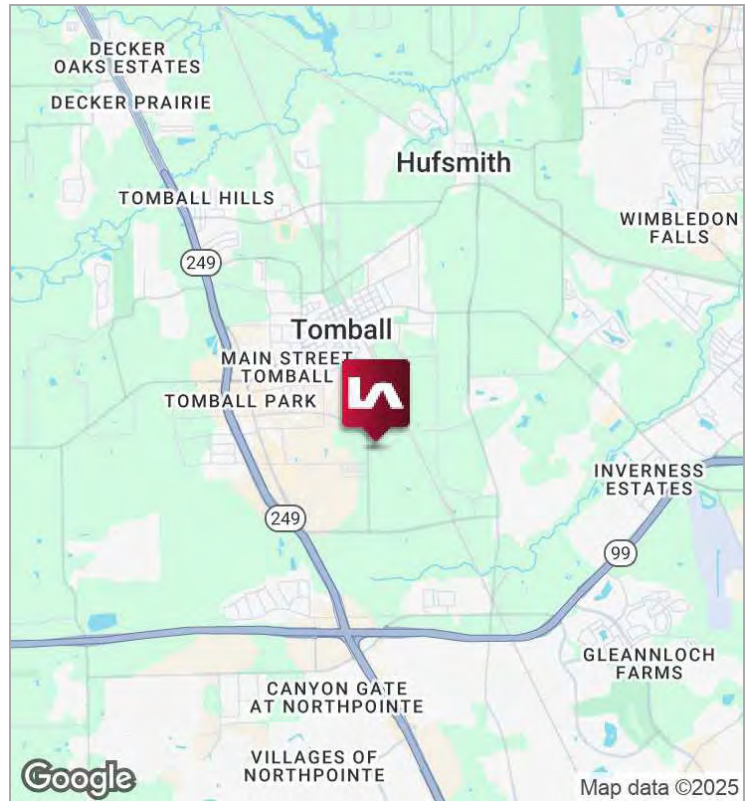 DECKER
OAKS ESTATES
DECKER PRAIRIE
Hufsmith
TOMBALL HILLS
WIMBLEDON
FALLS
249
Tomball
MAIN STREET
TOMBALL
TOMBALL PARK
INVERNESS
ESTATES
249
99
GLEANNLOCH
FARMS
CANYON GATE
AT NORTHPOINTE
VILLAGES OF
NORTHPOINTE
Google
Map data ©2025